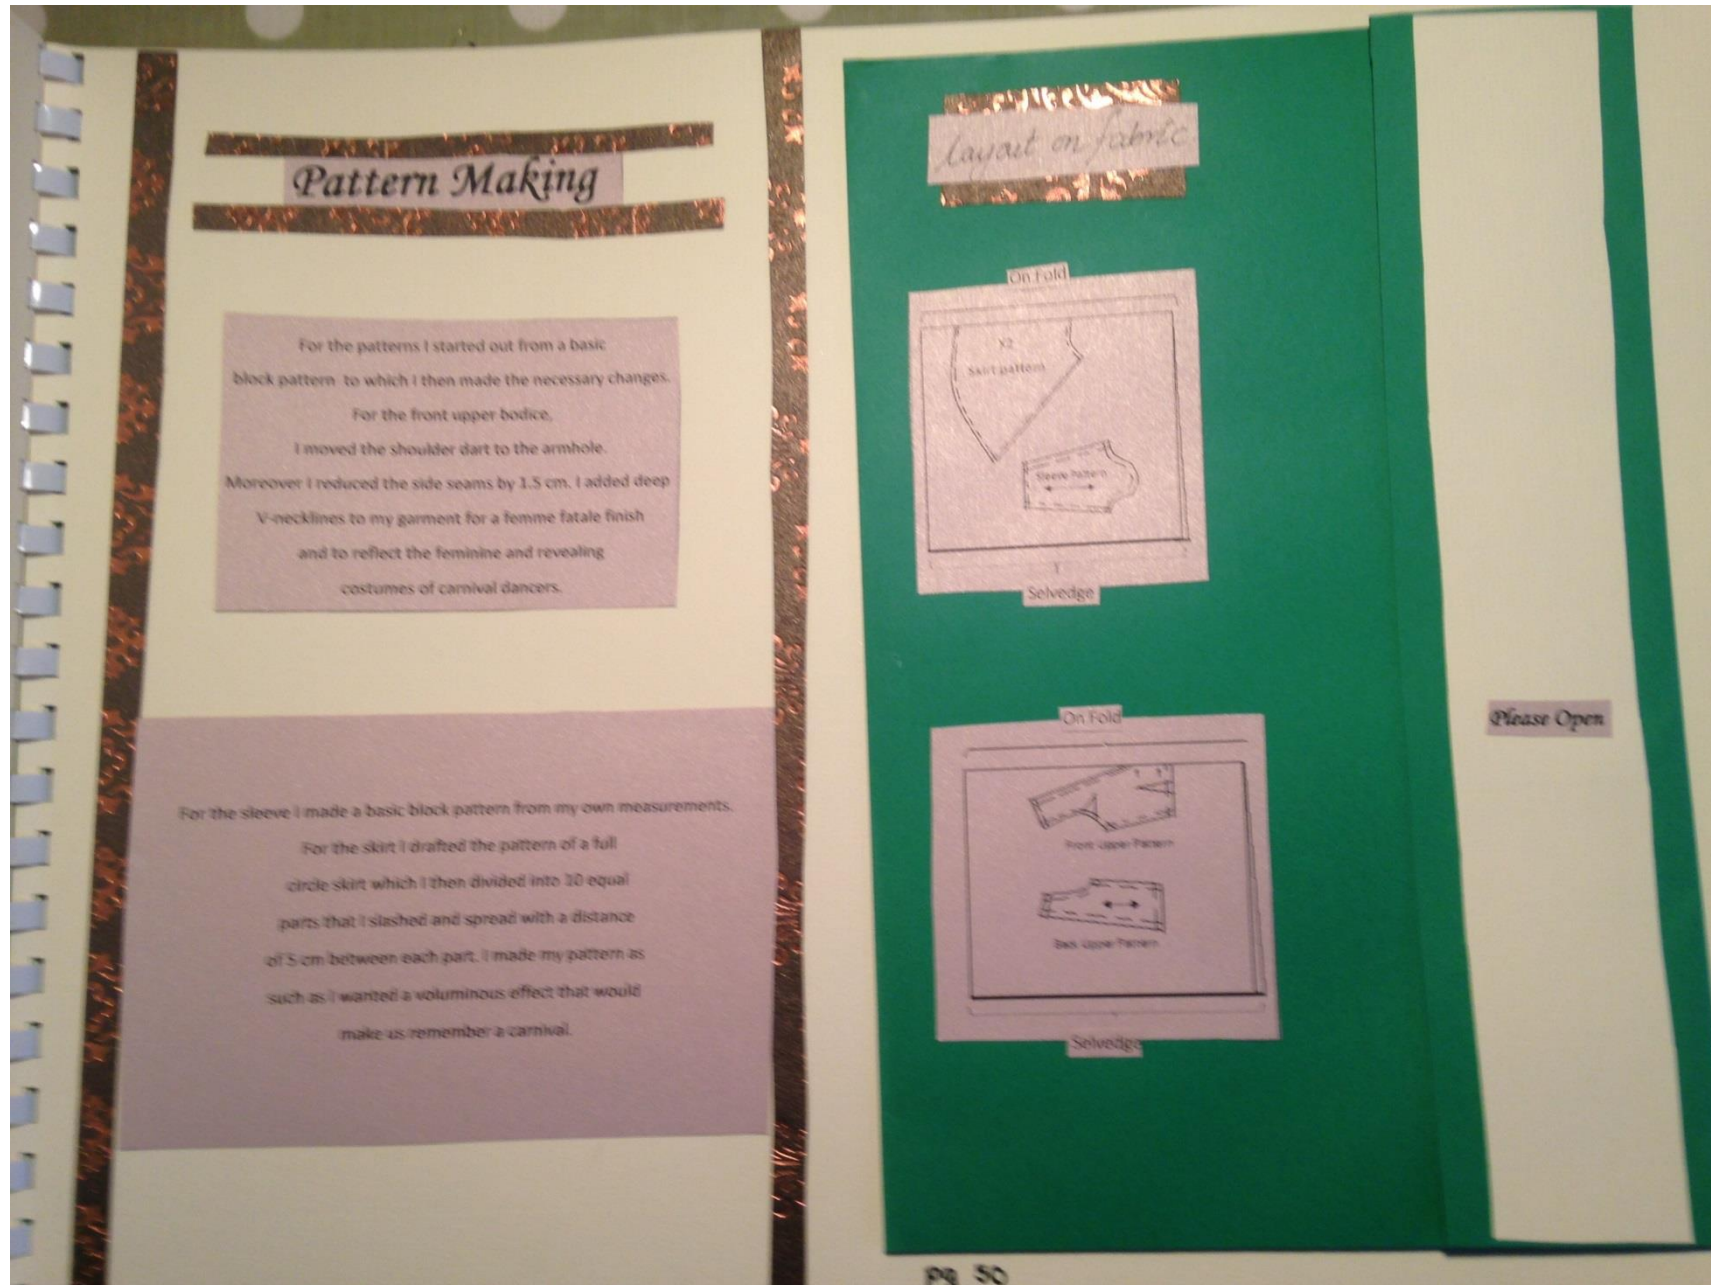 Pattern Making
For the patterns I started out from a basic
block pattern to which I then made the necessary changes.
For the front upper bodice,
I moved the shoulder dart to the armhole.
Moreover I reduced the side seams by 1.5 cm. I added deep
V-necklines to my garment for a femme fatale finish
and to reflect the feminine and revealing
costumes of carnival dancers.
For the sleeve I made a basic block pattern from my own measurements.
For the skirt I drafted the pattern of a full
circle skirt which I then divided into 10 equal
parts that I slashed and spread with a distance
of 5 cm between each part. I made my pattern as
such as I wanted a voluminous effect that would
make us remember a carnival.
Layout on fabric
On Fold
X2
Skirt pattern
Sleeve Pattern
Selvedge
On Fold
Front Upper Pattern
Back Upper Pattern
Selvedge
Please Open
pg 50